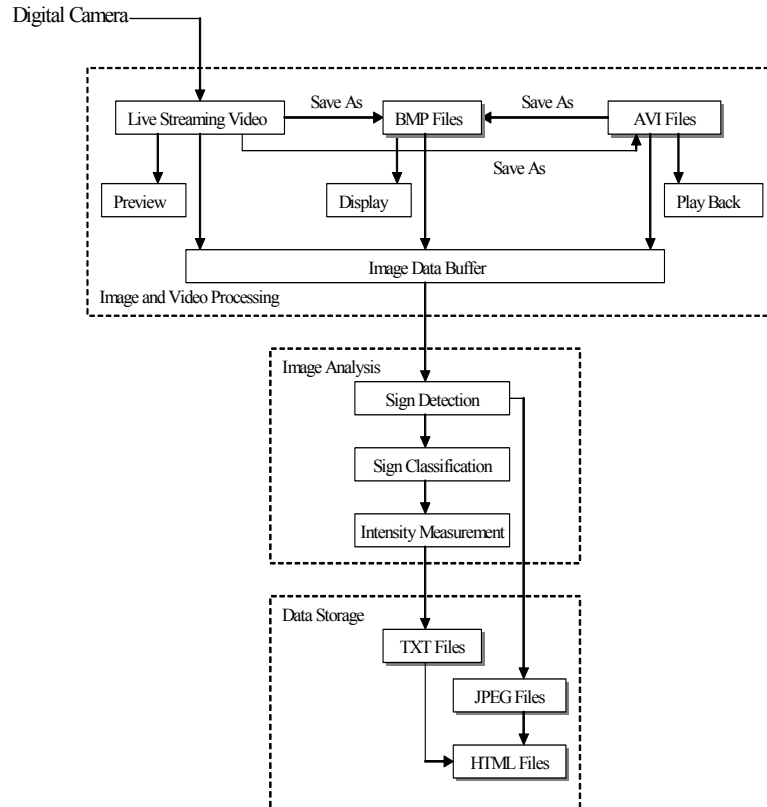 Digital Camera
Save As
Save As
Live Streaming Video
BMP Files
AVI Files
Save As
Preview
Display
Play Back
Image Data Buffer
Image and Video Processing
Image Analysis
Sign Detection
Sign Classification
Intensity Measurement
Data Storage
TXT Files
JPEG Files
HTML Files